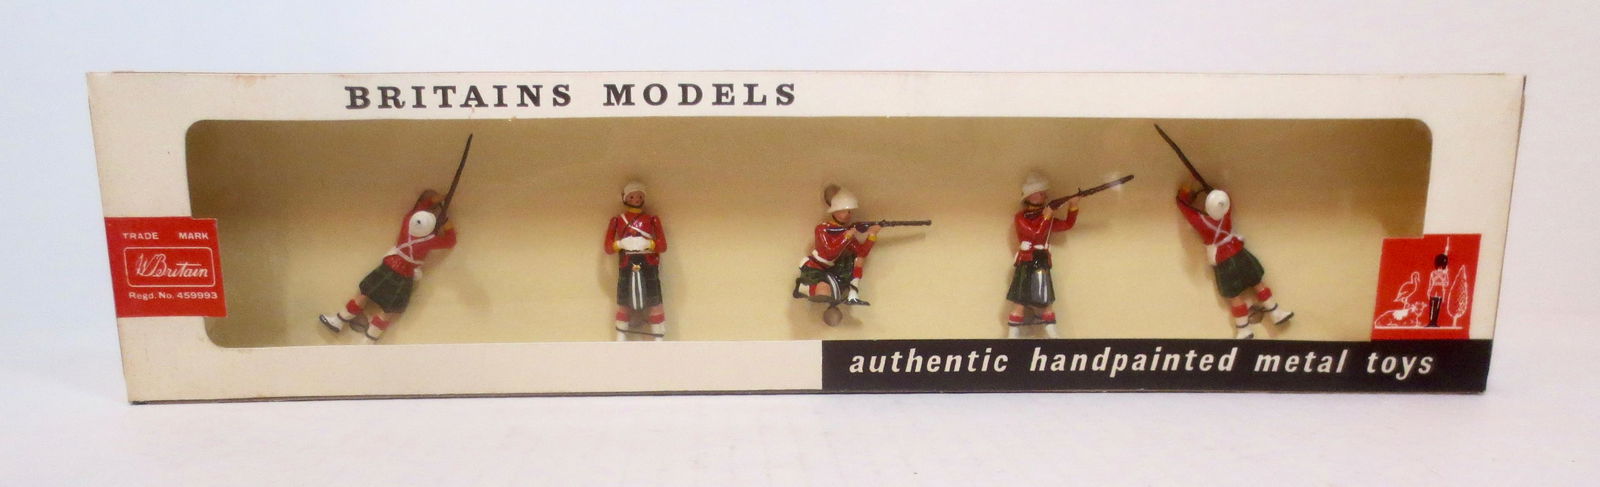 BRITAINS MODELS
TRADE MARK
W. Britain
Regd. No. 459993
authentic handpainted metal toys